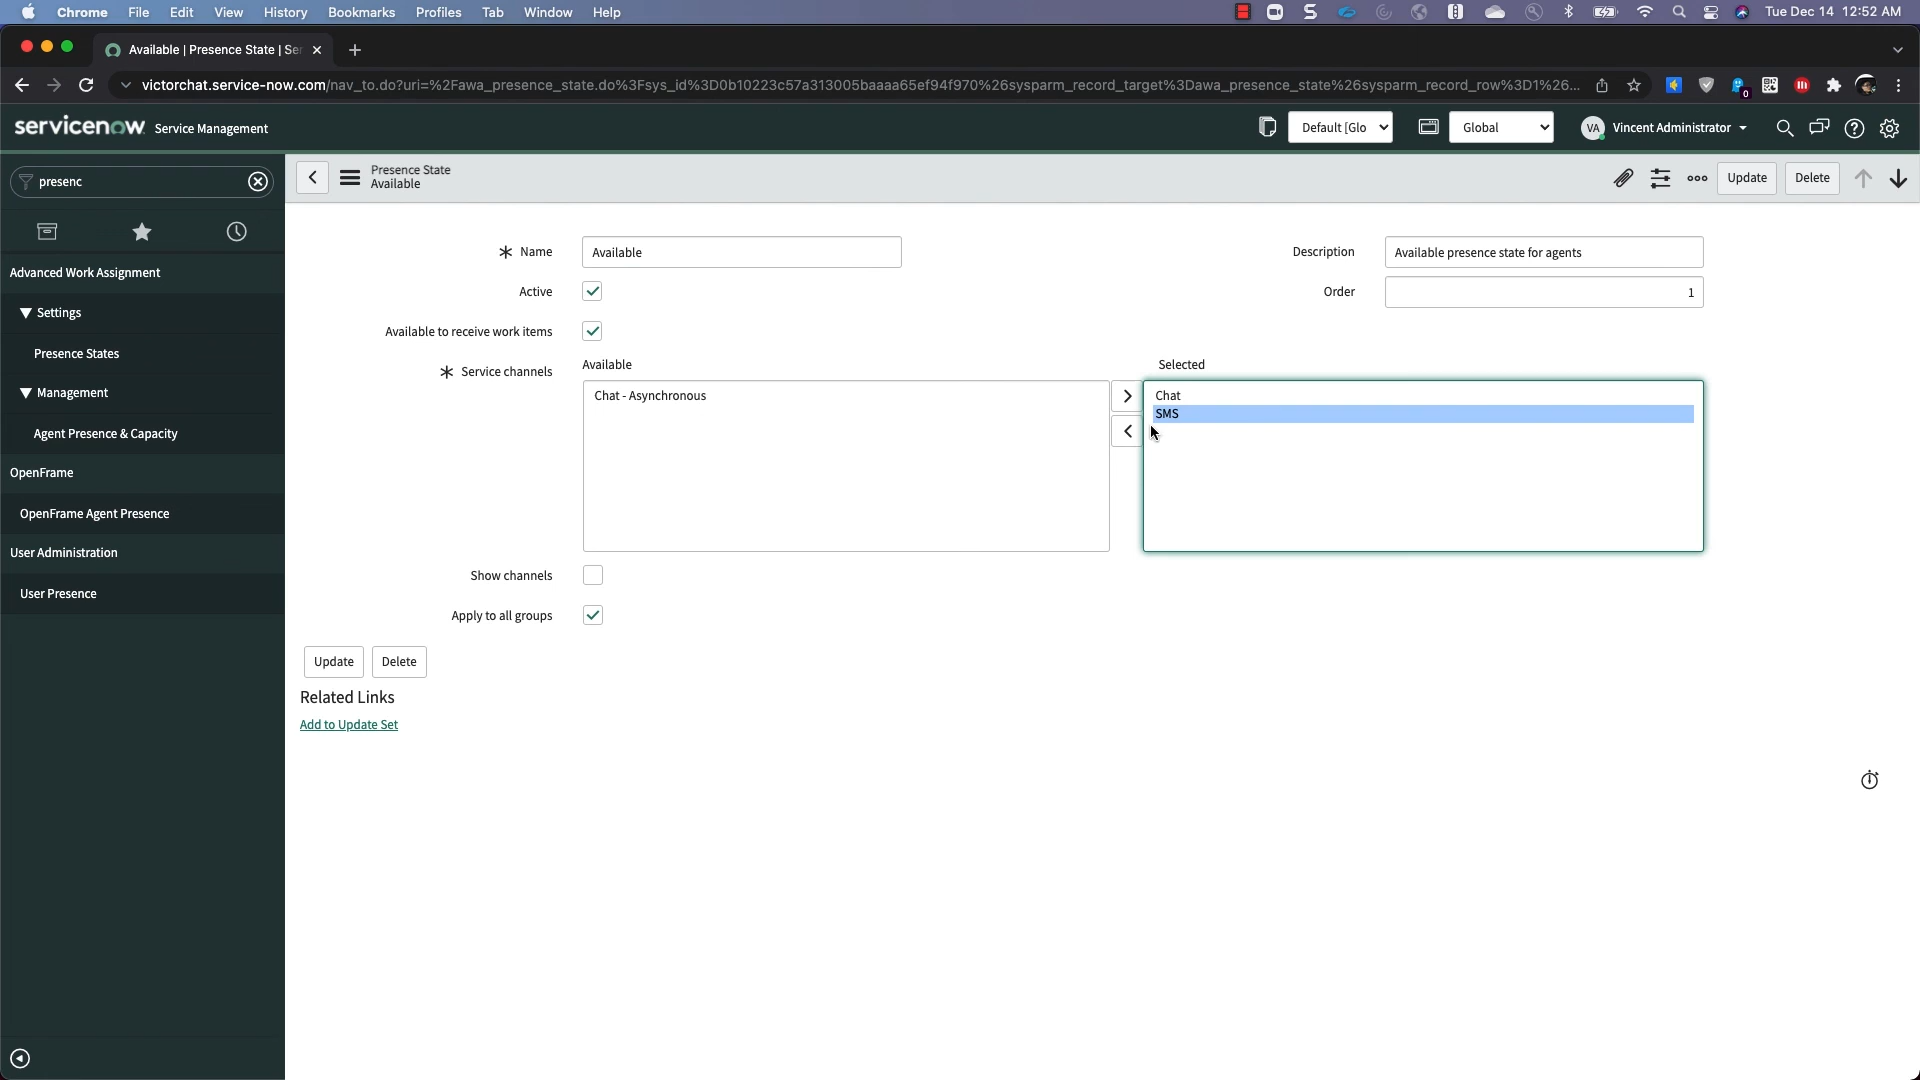 Chrome File Edit View History Bookmarks Profiles Tab Window Help Tue Dec 14 12:52 AM
Available | Presence State | Ser
victorchat.service-now.com/nav_to.do?uri=%2Fawa_presence_state.do%3Fsys_id%3D0b10223c57a313005baaaa65ef94f970%26sysparm_record_target%3Dawa_presence_state%26sysparm_record_row%3D1%26...
0
servicenow Service Management Default [Glo Global VA Vincent Administrator
presenc
Presence State
Available
Update Delete
Advanced Work Assignment
Settings
Presence States
Management
Agent Presence & Capacity
OpenFrame
OpenFrame Agent Presence
User Administration
User Presence
Name Available Description Available presence state for agents
Active Order 1
Available to receive work items
Service channels Available Selected
Chat - Asynchronous Chat
SMS
Show channels
Apply to all groups
Update Delete
Related Links
Add to Update Set